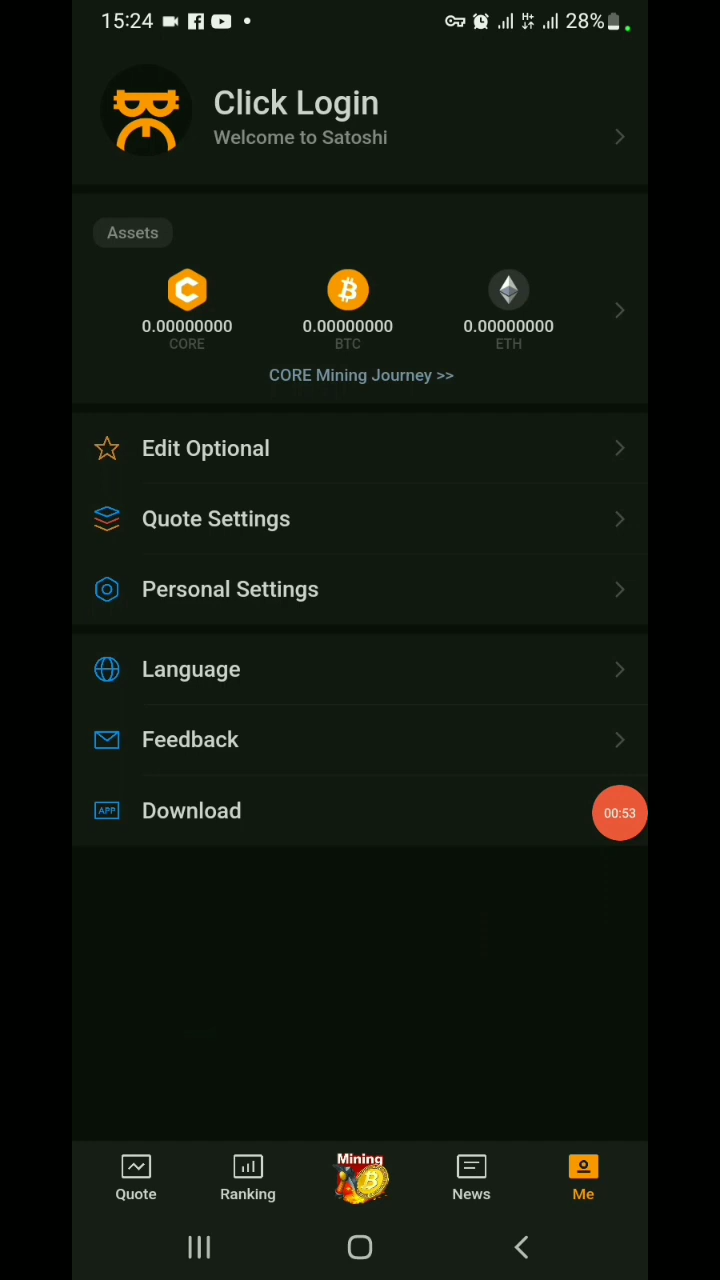 15:24 28%
Click Login
Welcome to Satoshi
Assets
0.00000000 0.00000000 0.00000000
CORE BTC ETH
CORE Mining Journey >>
Edit Optional
Quote Settings
Personal Settings
Language
Feedback
APP Download
00:53
Mining
Quote Ranking News Me